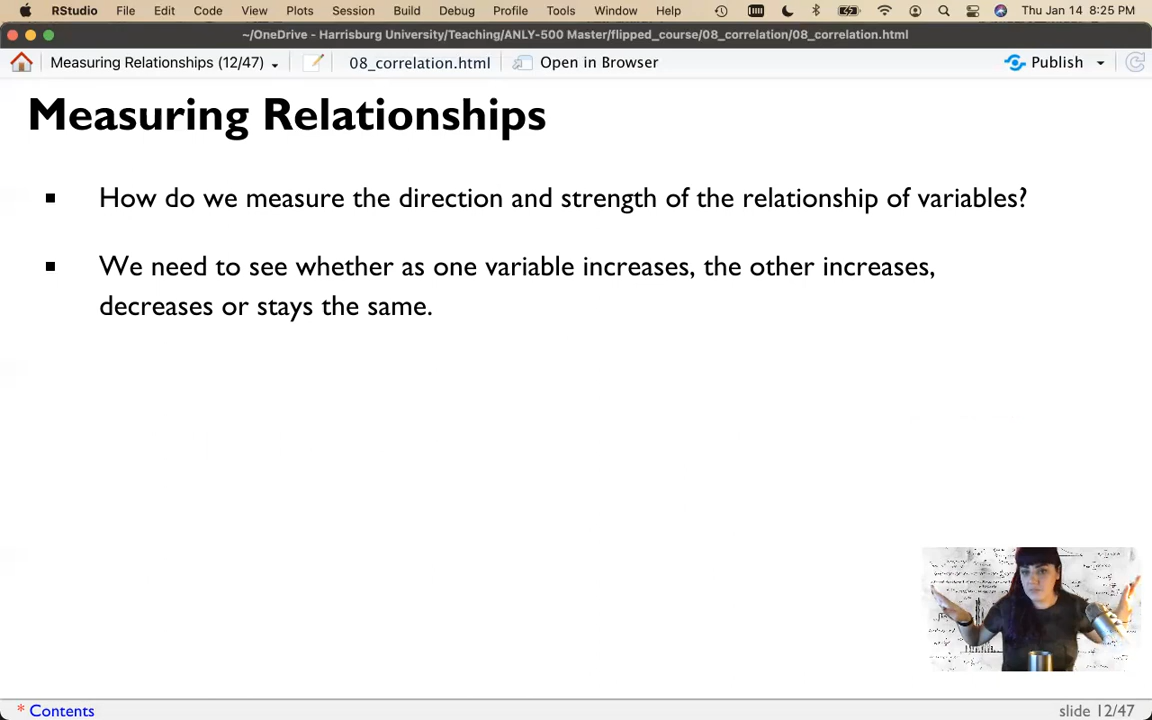 RStudio File Edit Code View Plots Session Build Debug Profile Tools Window Help Thu Jan 14 8:25 PM
~/OneDrive - Harrisburg University/Teaching/ANLY-500 Master/flipped_course/08_correlation/08_correlation.html
Measuring Relationships (12/47) 08_correlation.html Open in Browser Publish
Measuring Relationships
▪ How do we measure the direction and strength of the relationship of variables?
▪ We need to see whether as one variable increases, the other increases,
decreases or stays the same.
* Contents slide 12/47